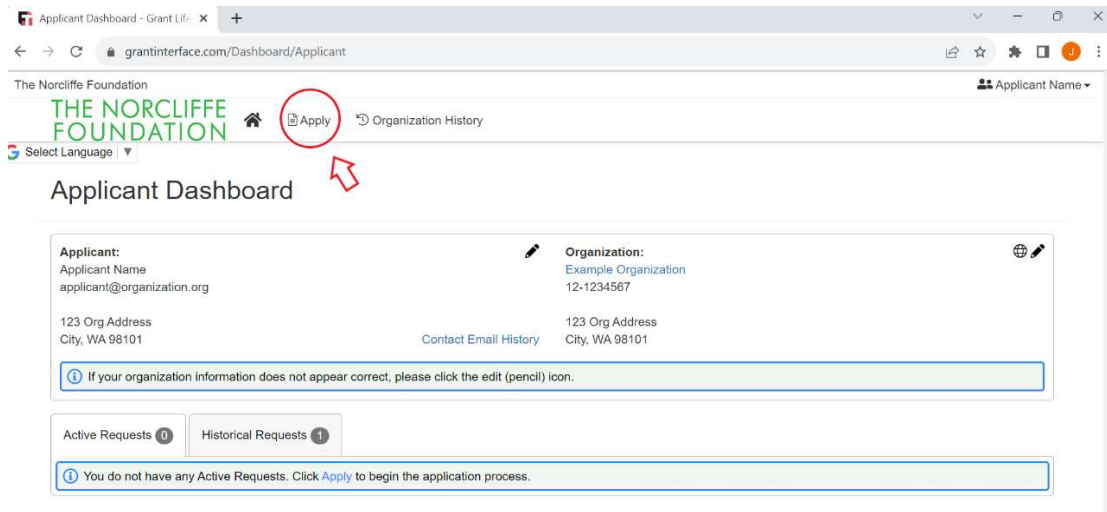 Applicant Dashboard - Grant Life
grantinterface.com/Dashboard/Applicant
J
The Norcliffe Foundation
Applicant Name
THE NORCLIFFE
FOUNDATION
Apply
Organization History
Select Language
Applicant Dashboard
Applicant:
Applicant Name
applicant@organization.org
123 Org Address
City, WA 98101
Contact Email History
Organization:
Example Organization
12-1234567
123 Org Address
City, WA 98101
If your organization information does not appear correct, please click the edit (pencil) icon.
Active Requests 0
Historical Requests 1
You do not have any Active Requests. Click Apply to begin the application process.